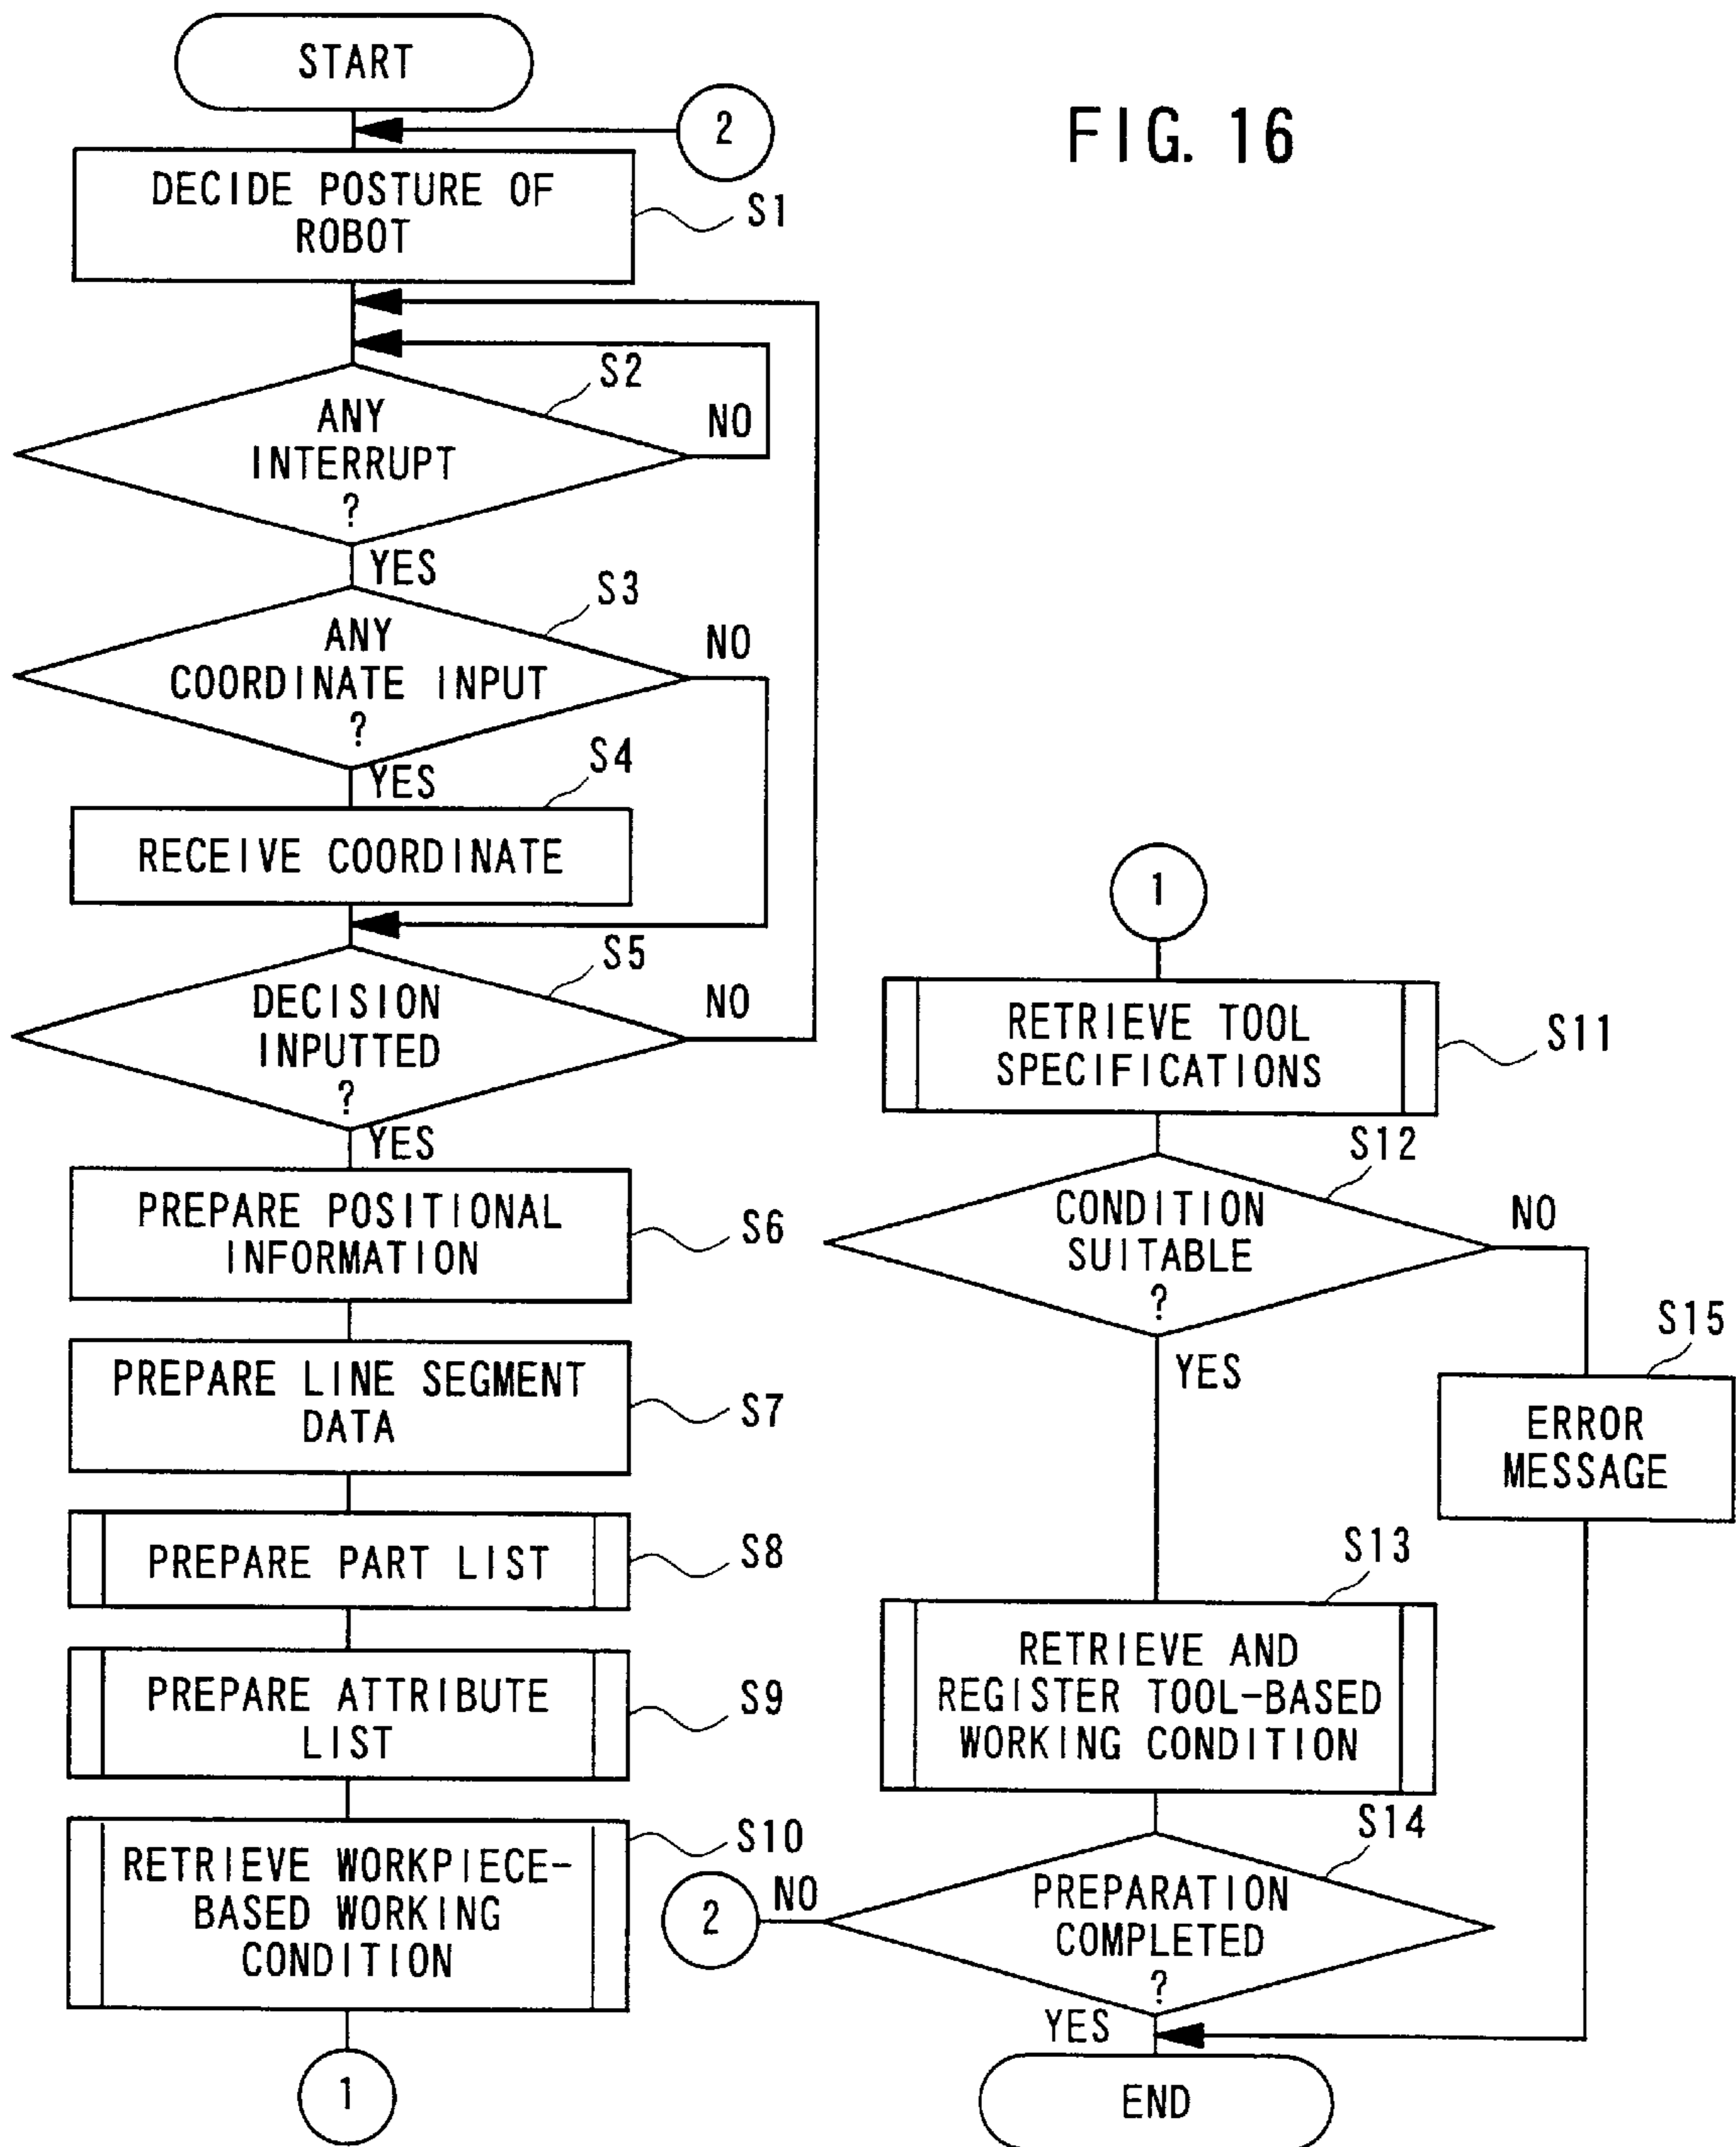 START
2
FIG. 16
DECIDE POSTURE OF
ROBOT
S1
S2
ANY
INTERRUPT
?
NO
YES
S3
ANY
COORDINATE INPUT
?
NO
YES
S4
RECEIVE COORDINATE
S5
DECISION
INPUTTED
?
NO
YES
PREPARE POSITIONAL
INFORMATION
S6
PREPARE LINE SEGMENT
DATA
S7
PREPARE PART LIST
S8
PREPARE ATTRIBUTE
LIST
S9
RETRIEVE WORKPIECE-
BASED WORKING
CONDITION
S10
1
1
RETRIEVE TOOL
SPECIFICATIONS
S11
S12
CONDITION
SUITABLE
?
NO
YES
S15
ERROR
MESSAGE
S13
RETRIEVE AND
REGISTER TOOL-BASED
WORKING CONDITION
S14
PREPARATION
COMPLETED
?
NO
2
YES
END